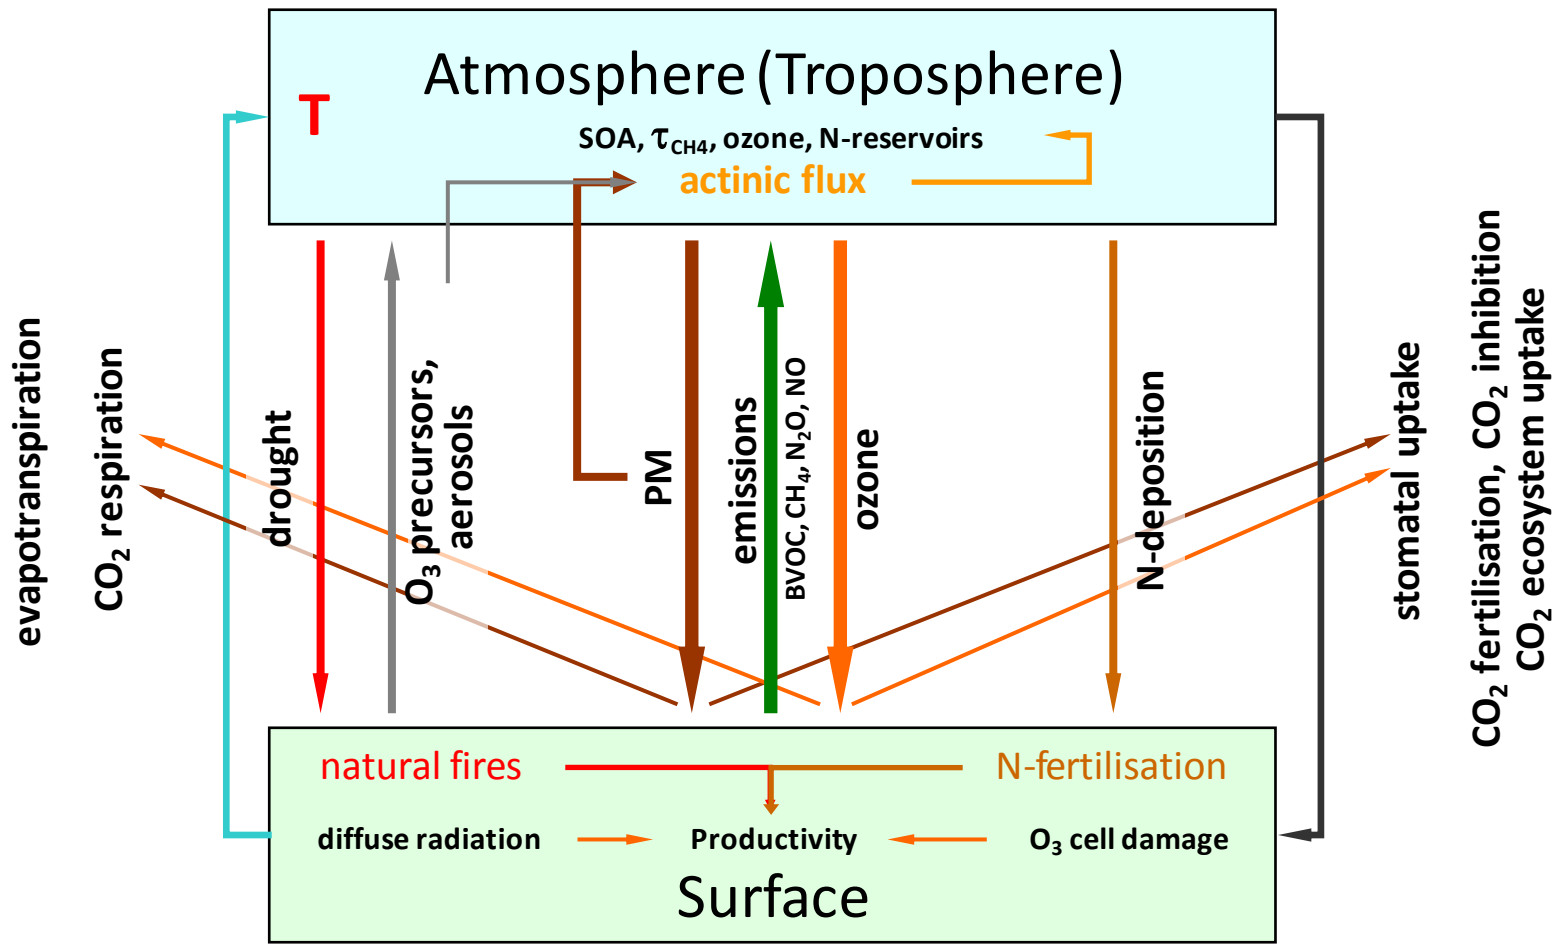 Atmosphere (Troposphere)
T
SOA, τCH4, ozone, N-reservoirs
actinic flux
evapotranspiration
CO2 respiration
drought
O3 precursors,
aerosols
PM
emissions
BVOC, CH4, N2O, NO
ozone
N-deposition
stomatal uptake
CO2 fertilisation, CO2 inhibition
CO2 ecosystem uptake
natural fires
N-fertilisation
diffuse radiation
Productivity
O3 cell damage
Surface